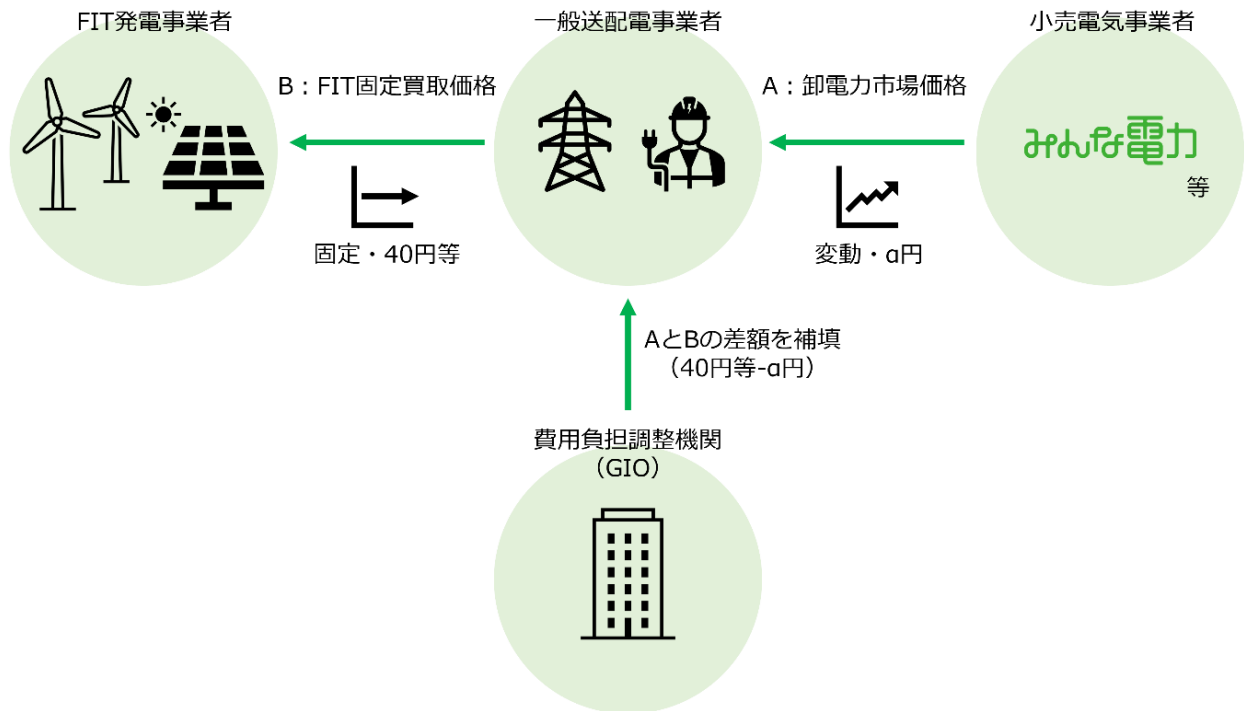 FIT発電事業者
一般送配電事業者
小売電気事業者
B：FIT固定買取価格
A：卸電力市場価格
みんな電力
等
固定・40円等
変動・α円
AとBの差額を補填
（40円等-α円）
費用負担調整機関
（GIO）